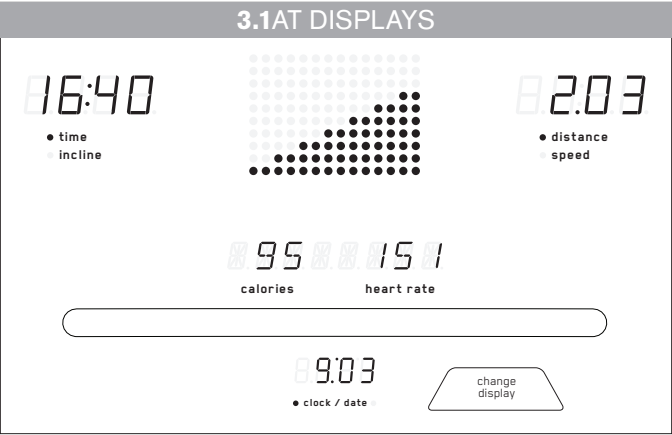 3.1AT DISPLAYS
16:40
2.03
time
incline
distance
speed
95 151
calories heart rate
9:03
clock / date
change
display